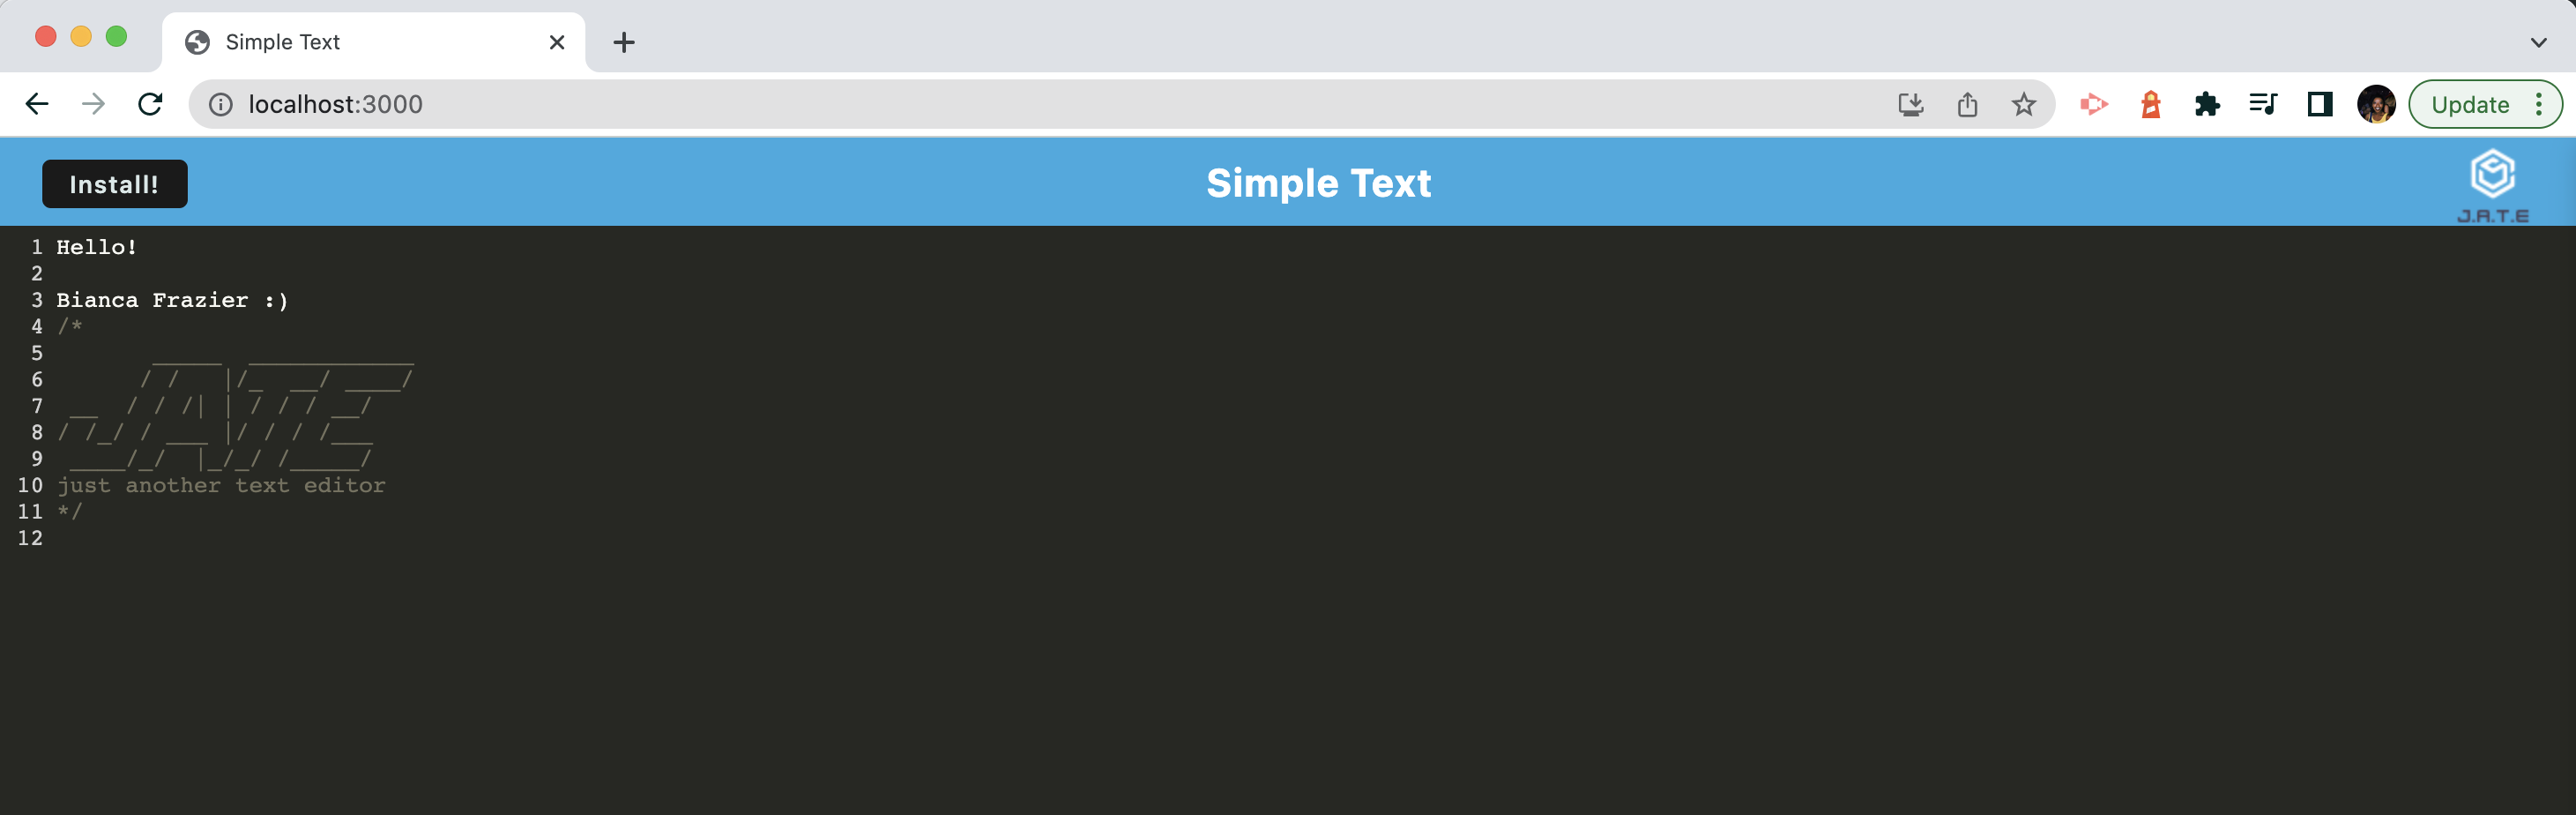 Simple Text
localhost:3000
Update
Install!
Simple Text
J.A.T.E
1 Hello!
2
3 Bianca Frazier :)
4 /*
5        _____  ____________
6       / /   |/_  __/ ____/
7  __  / / /| | / / / __/
8 / /_/ / ___ |/ / / /___
9  ____/_/  |_/_/ /_____/
10 just another text editor
11 */
12